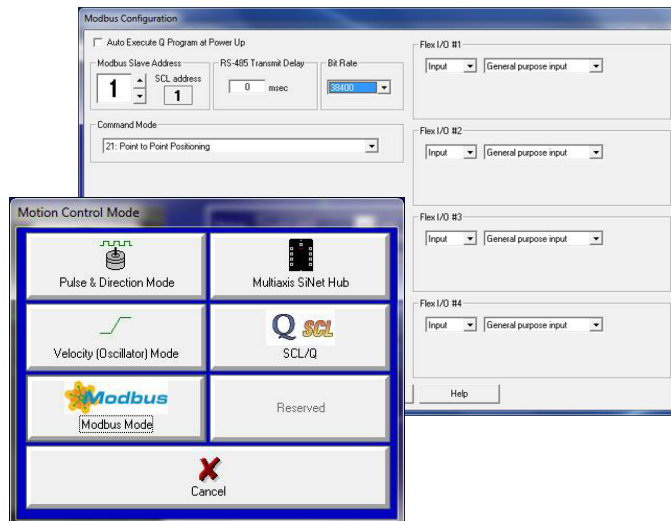 Modbus Configuration
Auto Execute Q Program at Power Up
Modbus Slave Address
1
SCL address
1
RS-485 Transmit Delay
0 msec
Bit Rate
38400
Command Mode
21: Point to Point Positioning
Flex I/O #1
Input General purpose input
Flex I/O #2
Input General purpose input
Flex I/O #3
Input General purpose input
Flex I/O #4
Input General purpose input
Help
Motion Control Mode
Pulse & Direction Mode
Multiaxis SiNet Hub
Velocity (Oscillator) Mode
Q SCL
SCL/Q
Modbus
Modbus Mode
Reserved
Cancel